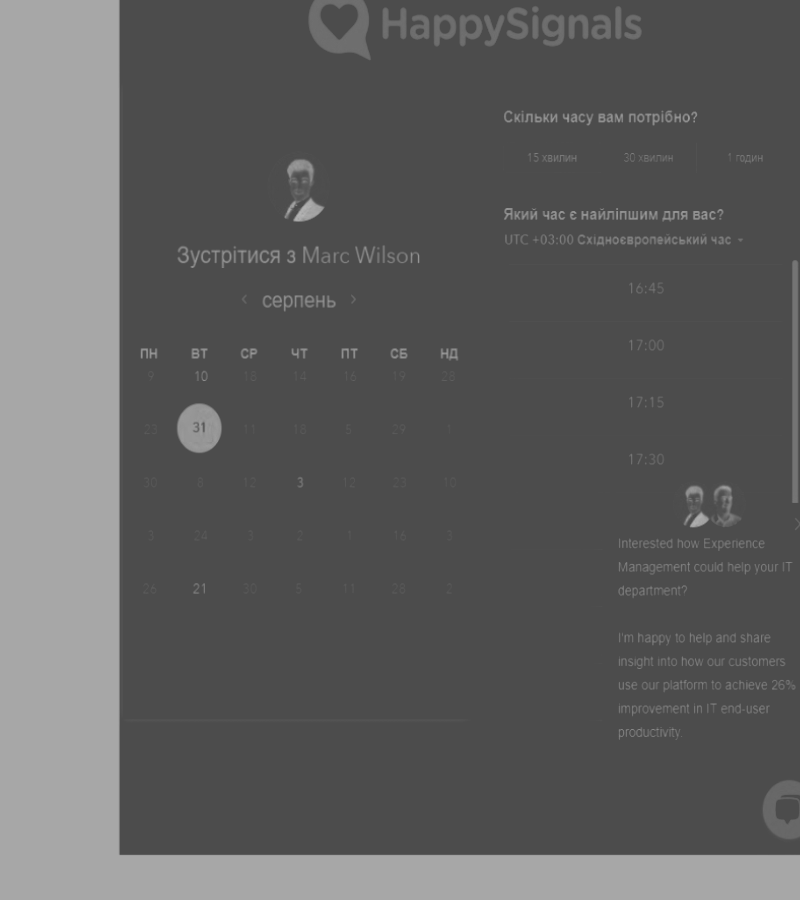 HappySignals
Зустрітися з Marc Wilson
серпень
ПН ВТ СР ЧТ ПТ СБ НД
9 10 18 14 16 19 28
23 31 11 18 5 29 1
30 8 12 3 12 23 10
3 24 3 2 1 16 3
26 21 30 5 11 28 2
Скільки часу вам потрібно?
15 хвилин 30 хвилин 1 годин
Який час є найліпшим для вас?
UTC +03:00 Східноєвропейський час
16:45
17:00
17:15
17:30
Interested how Experience
Management could help your IT
department?
I'm happy to help and share
insight into how our customers
use our platform to achieve 26%
improvement in IT end-user
productivity.